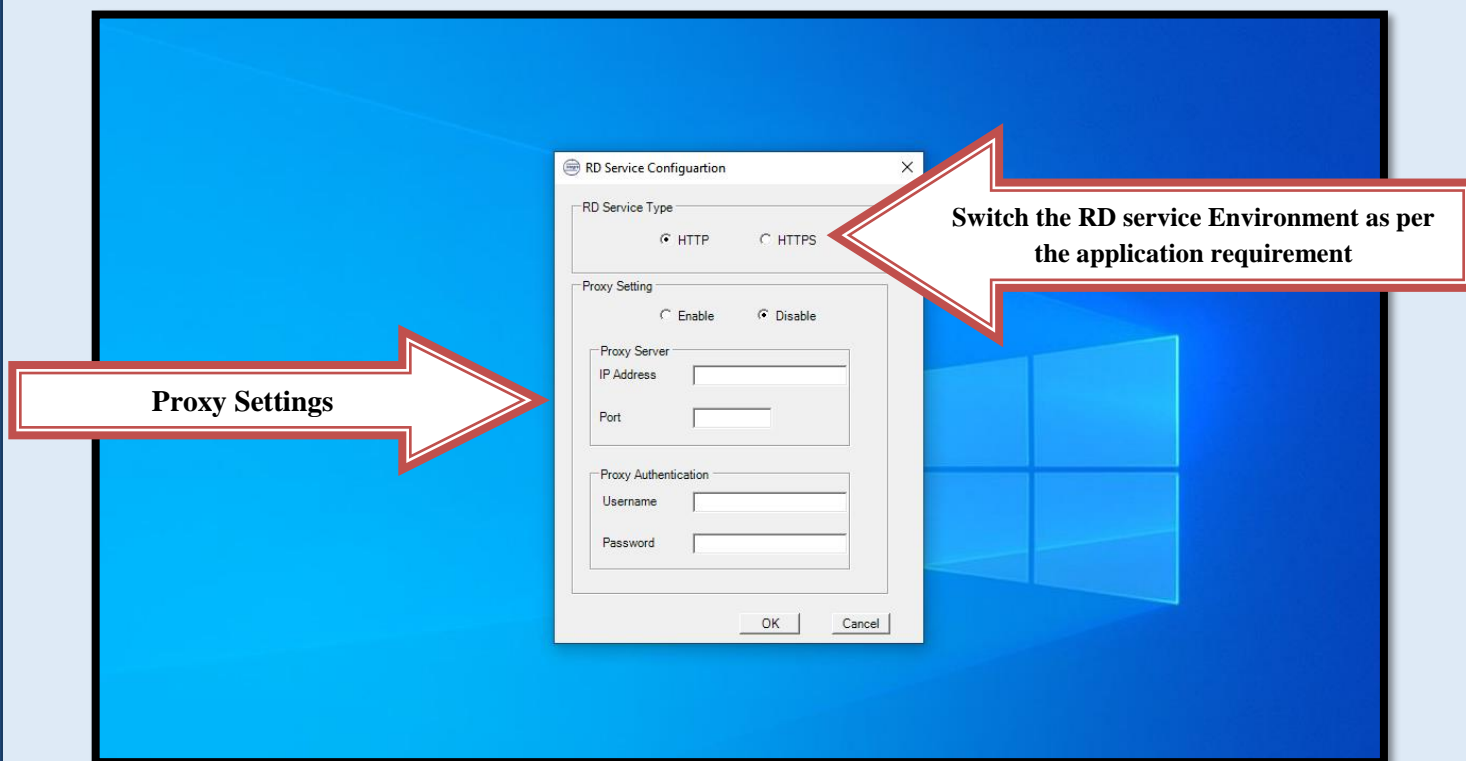 RD Service Configuartion
RD Service Type
HTTP HTTPS
Switch the RD service Environment as per
the application requirement
Proxy Setting
Enable Disable
Proxy Server
IP Address
Port
Proxy Settings
Proxy Authentication
Username
Password
OK Cancel